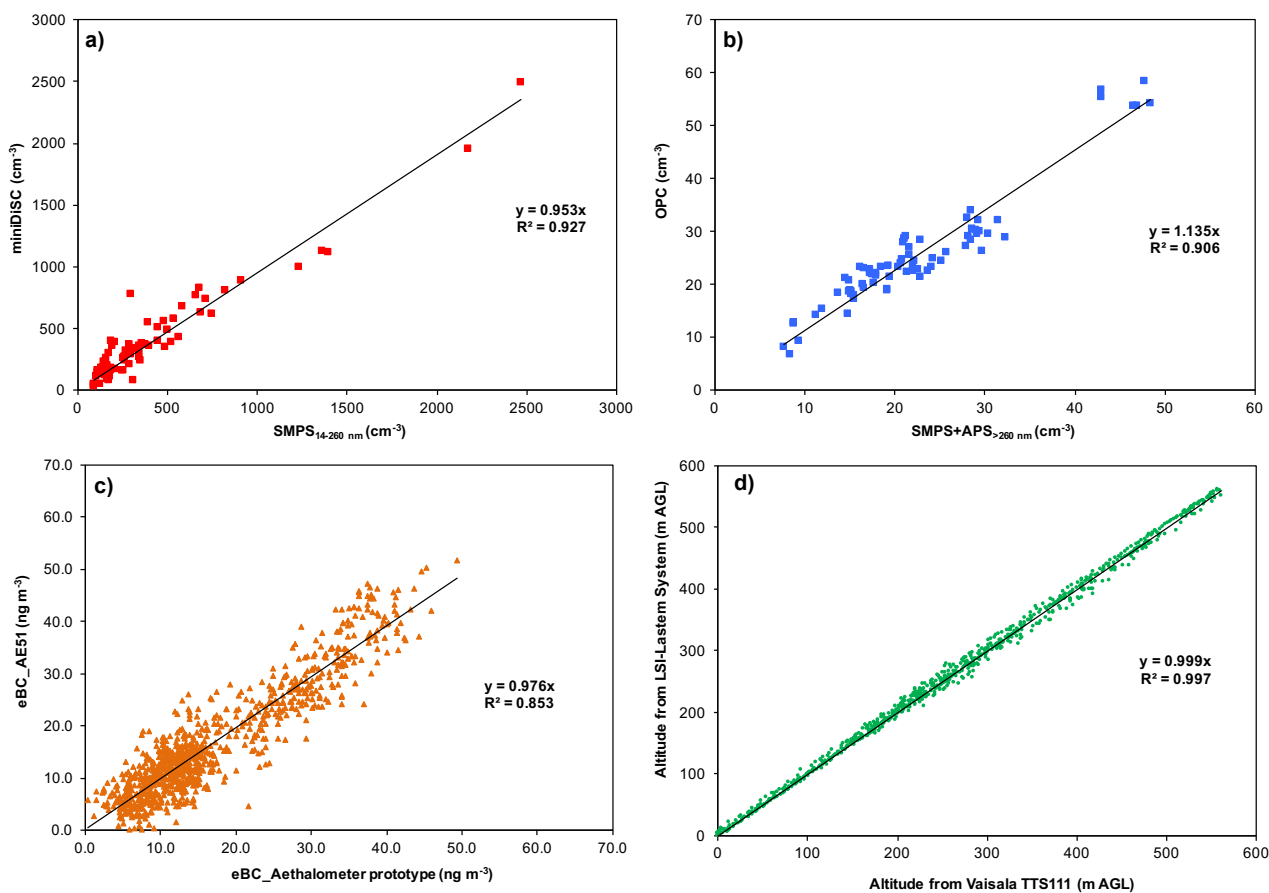 a)
3000
2500
2000
1500
1000
500
0
miniDiSC (cm⁻³)
y = 0.953x
R² = 0.927
0 500 1000 1500 2000 2500 3000
SMPS₁₄₋₂₆₀ ₙₘ (cm⁻³)
b)
70
60
50
40
30
20
10
0
OPC (cm⁻³)
y = 1.135x
R² = 0.906
0 10 20 30 40 50 60
SMPS+APS>₂₆₀ ₙₘ (cm⁻³)
c)
70.0
60.0
50.0
40.0
30.0
20.0
10.0
0.0
eBC_AE51 (ng m⁻³)
y = 0.976x
R² = 0.853
0.0 10.0 20.0 30.0 40.0 50.0 60.0 70.0
eBC_Aethalometer prototype (ng m⁻³)
d)
600
500
400
300
200
100
0
Altitude from LSI-Lastem System (m AGL)
y = 0.999x
R² = 0.997
0 100 200 300 400 500 600
Altitude from Vaisala TTS111 (m AGL)